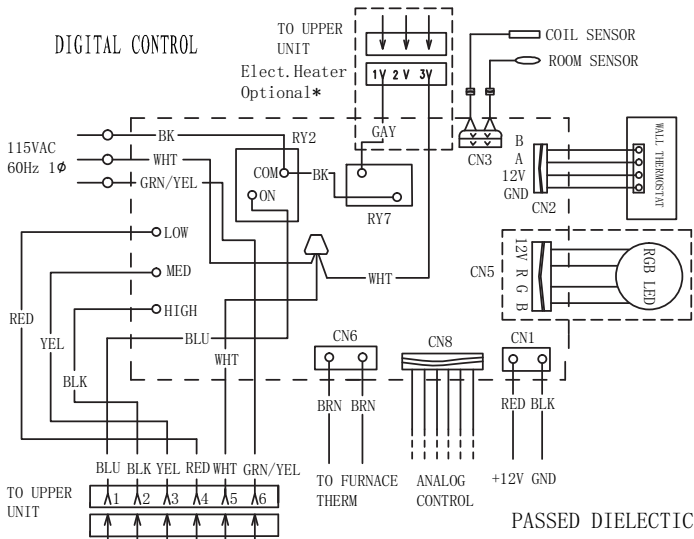 DIGITAL CONTROL
TO UPPER
UNIT
Elect.Heater
Optional*
1V 2V 3V
COIL SENSOR
ROOM SENSOR
GAY
115VAC
60Hz 1ϕ
BK
WHT
GRN/YEL
RY2
COM
ON
BK
RY7
CN3
B
A
12V
GND
CN2
WALL THERMOSTAT
CN5
12V R G B
RGB LED
LOW
MED
HIGH
WHT
RED
YEL
BLK
BLU
WHT
CN6
CN8
CN1
BRN BRN
RED BLK
TO FURNACE
THERM
ANALOG
CONTROL
+12V GND
BLU BLK YEL RED WHT GRN/YEL
TO UPPER
UNIT
1 2 3 4 5 6
PASSED DIELECTIC